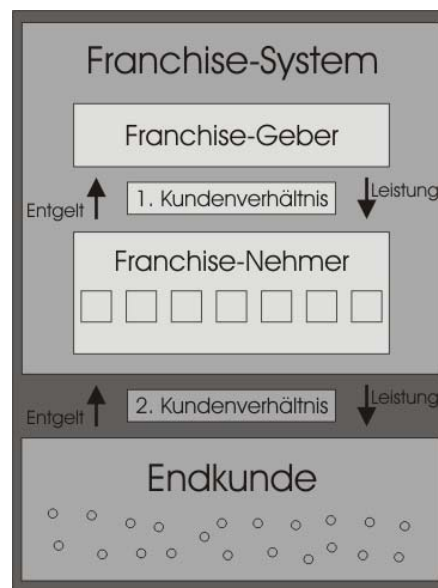 Franchise-System
Franchise-Geber
Entgelt 1. Kundenverhältnis Leistung
Franchise-Nehmer
Entgelt 2. Kundenverhältnis Leistung
Endkunde